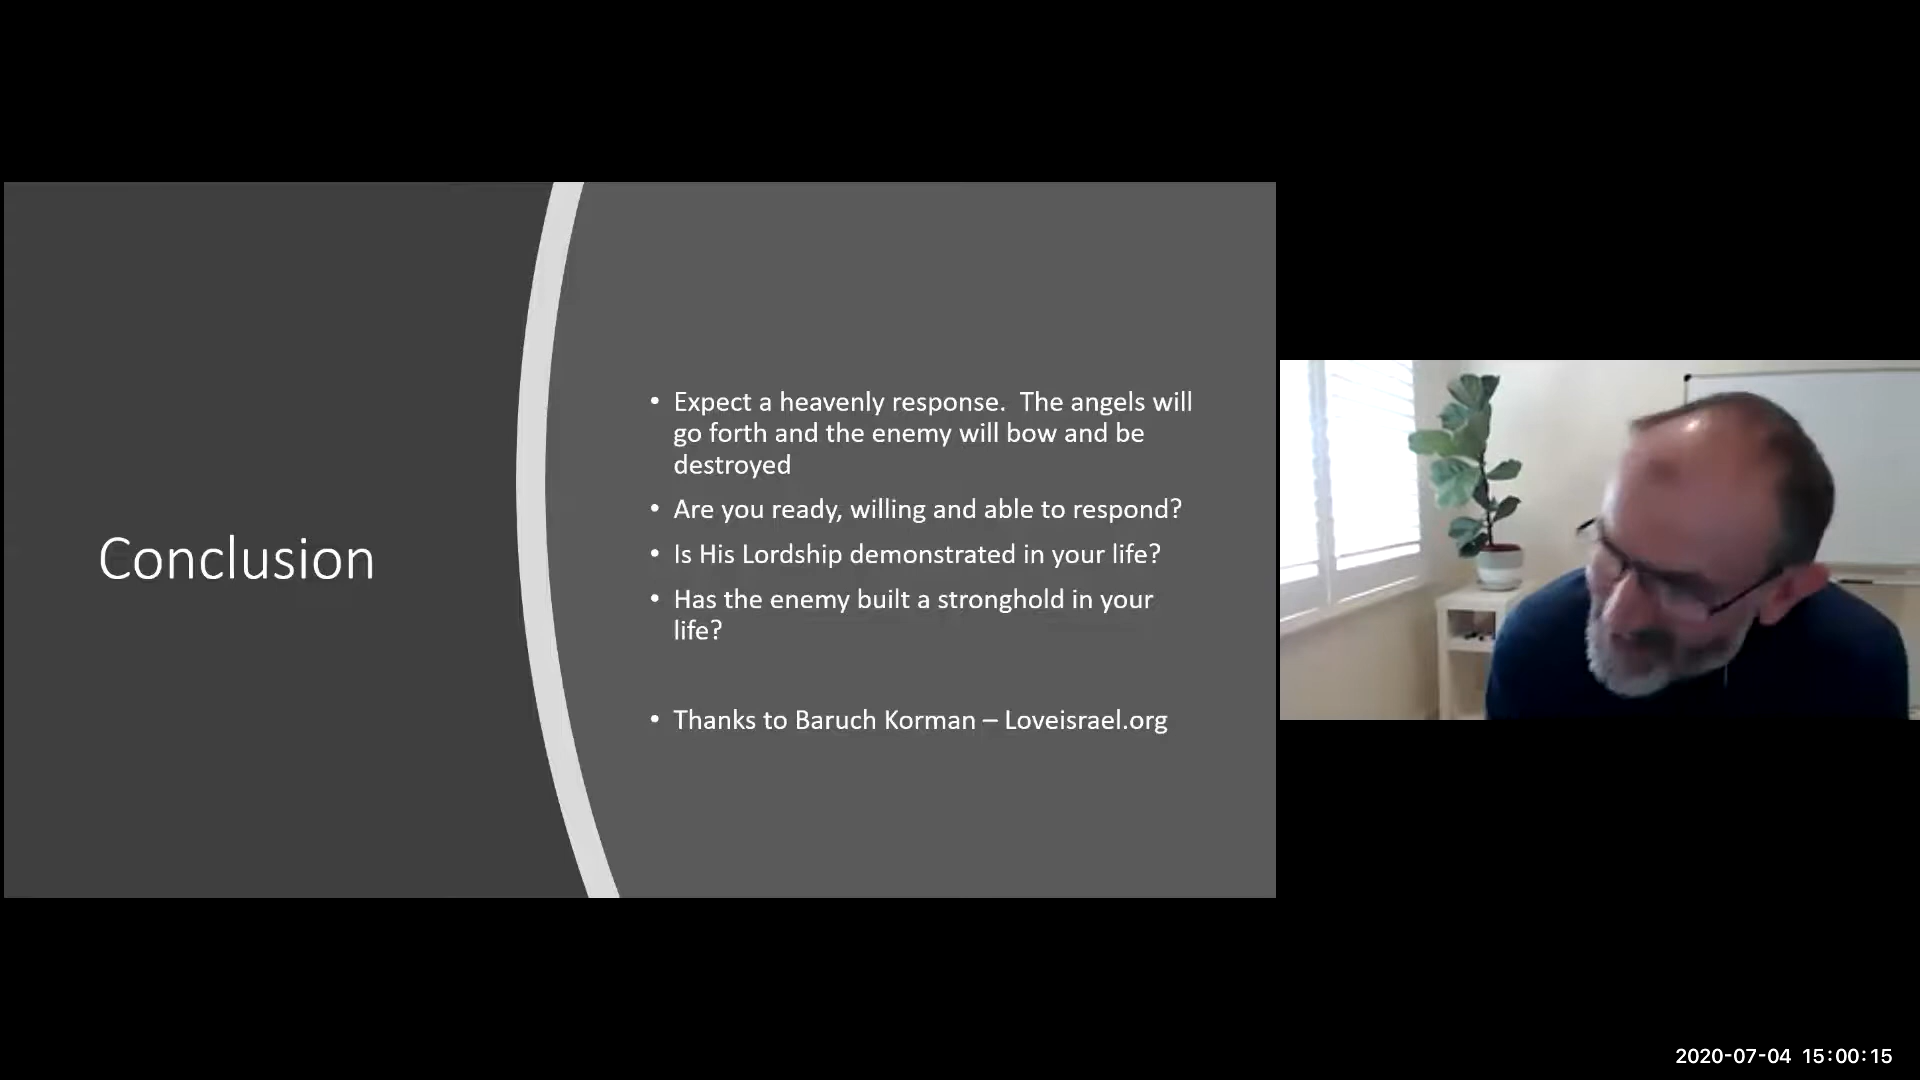 Conclusion
• Expect a heavenly response.  The angels will
go forth and the enemy will bow and be
destroyed
• Are you ready, willing and able to respond?
• Is His Lordship demonstrated in your life?
• Has the enemy built a stronghold in your
life?
• Thanks to Baruch Korman – Loveisrael.org
2020-07-04 15:00:15